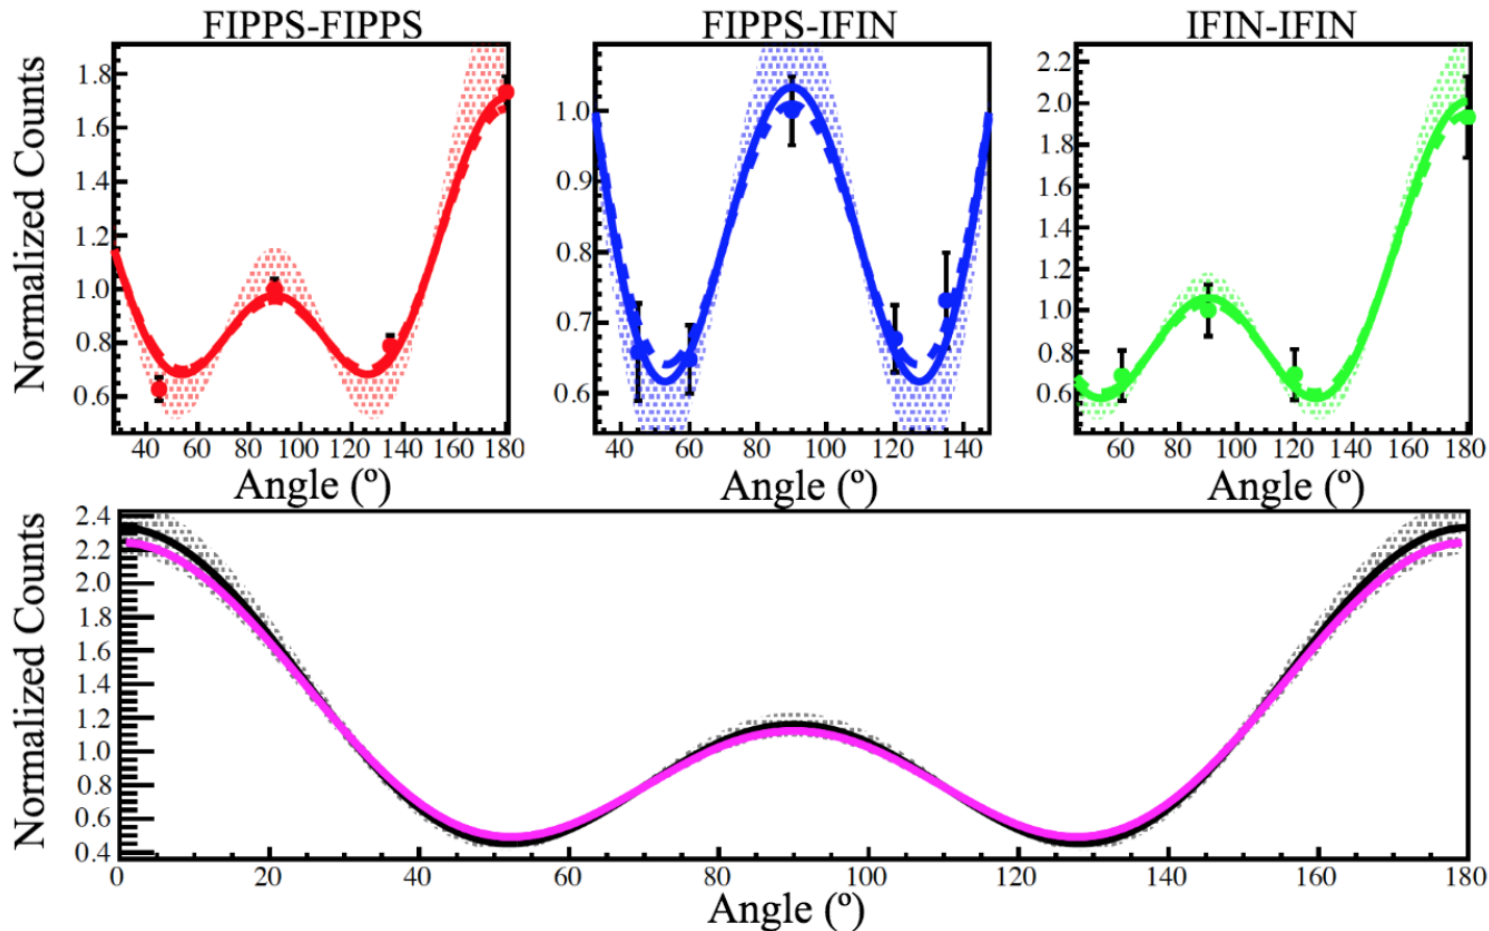 FIPPS-FIPPS FIPPS-IFIN IFIN-IFIN
Normalized Counts
1.8
1.6
1.4
1.2
1.0
0.8
0.6
40 60 80 100 120 140 160 180
Angle (º)
1.0
0.9
0.8
0.7
0.6
40 60 80 100 120 140
Angle (º)
2.2
2.0
1.8
1.6
1.4
1.2
1.0
0.8
0.6
60 80 100 120 140 160 180
Angle (º)
Normalized Counts
2.4
2.2
2.0
1.8
1.6
1.4
1.2
1.0
0.8
0.6
0.4
0 20 40 60 80 100 120 140 160 180
Angle (º)